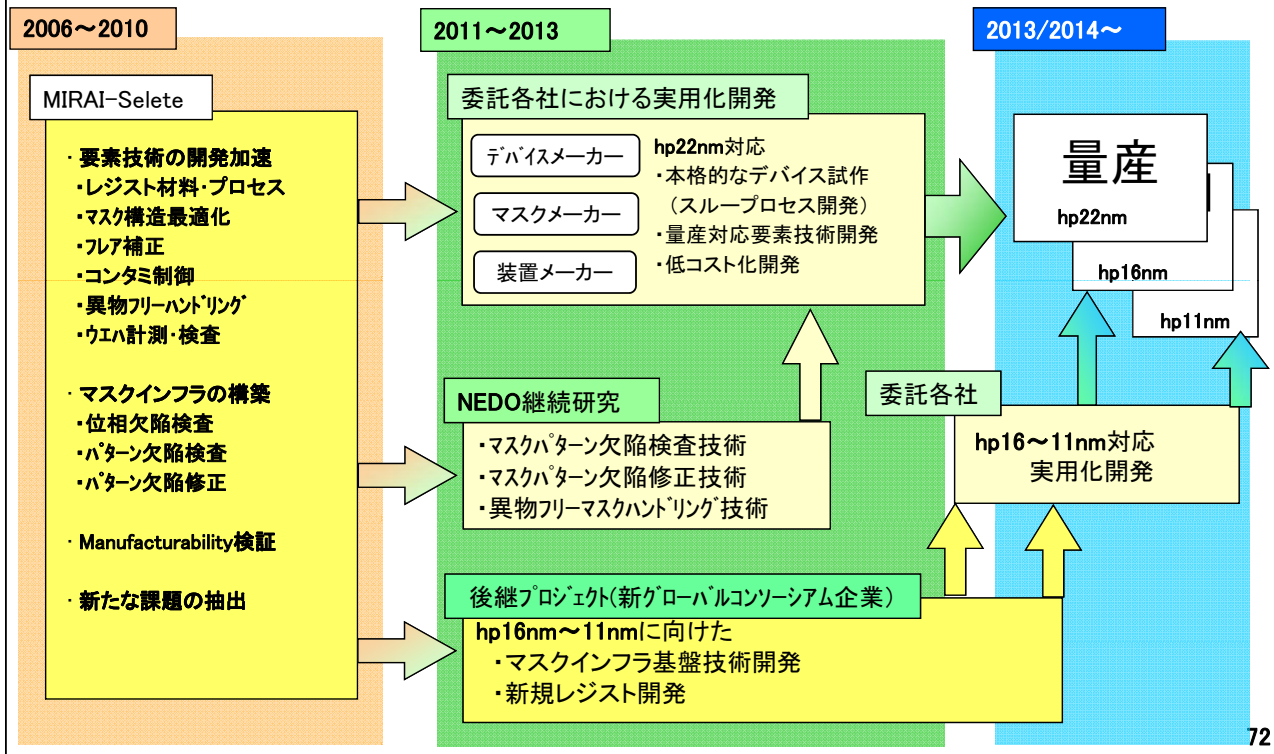 2006～2010
MIRAI-Selete
・要素技術の開発加速
・レジスト材料・プロセス
・マスク構造最適化
・フレア補正
・コンタミ制御
・異物フリーハンドリング
・ウエハ計測・検査
・マスクインフラの構築
・位相欠陥検査
・パターン欠陥検査
・パターン欠陥修正
・Manufacturability検証
・新たな課題の抽出
2011～2013
委託各社における実用化開発
デバイスメーカー
マスクメーカー
装置メーカー
hp22nm対応
・本格的なデバイス試作
（スループロセス開発）
・量産対応要素技術開発
・低コスト化開発
NEDO継続研究
・マスクパターン欠陥検査技術
・マスクパターン欠陥修正技術
・異物フリーマスクハンドリング技術
後継プロジェクト(新グローバルコンソーシアム企業)
hp16nm～11nmに向けた
・マスクインフラ基盤技術開発
・新規レジスト開発
2013/2014～
量産
hp22nm
hp16nm
hp11nm
委託各社
hp16～11nm対応
実用化開発
72